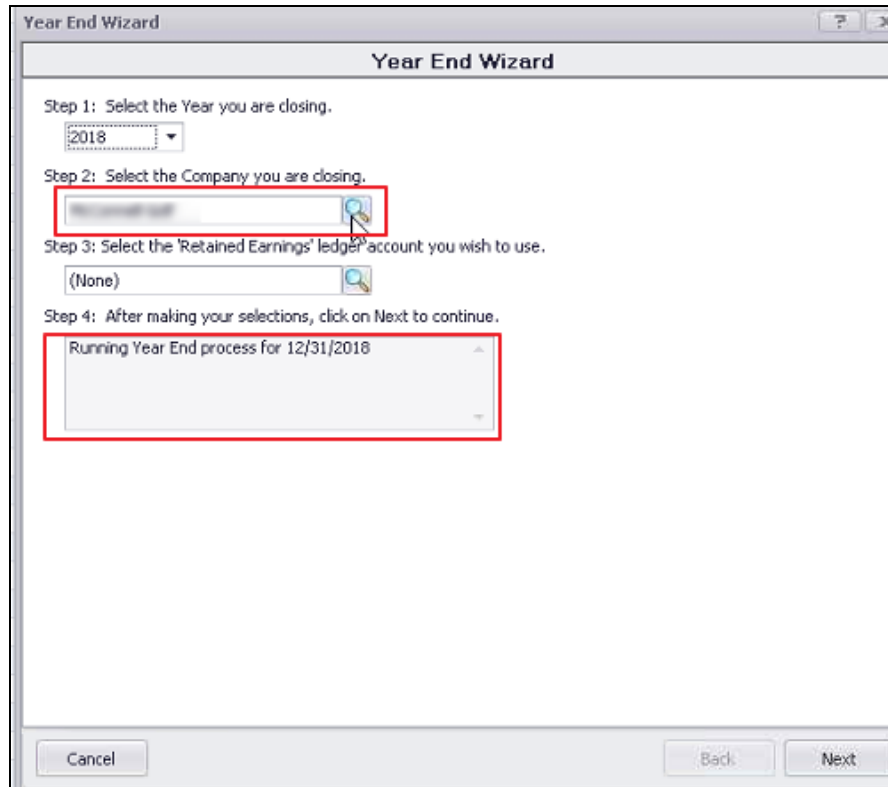 Year End Wizard
?
Year End Wizard
Step 1: Select the Year you are closing.
2018
Step 2: Select the Company you are closing.
Step 3: Select the 'Retained Earnings' ledger account you wish to use.
(None)
Step 4: After making your selections, click on Next to continue.
Running Year End process for 12/31/2018
Cancel
Back
Next